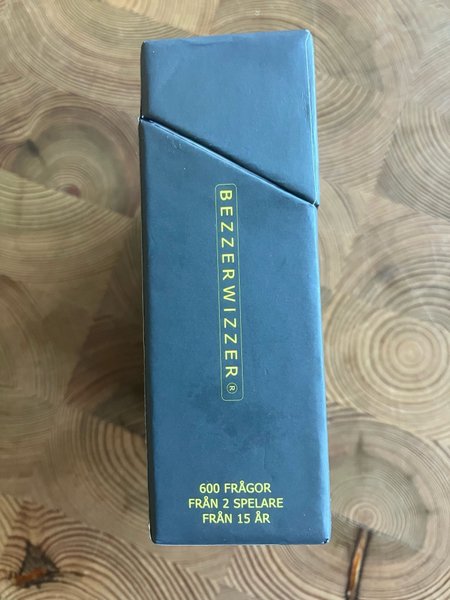 BEZZERWIZZER®
600 FRÅGOR
FRÅN 2 SPELARE
FRÅN 15 ÅR